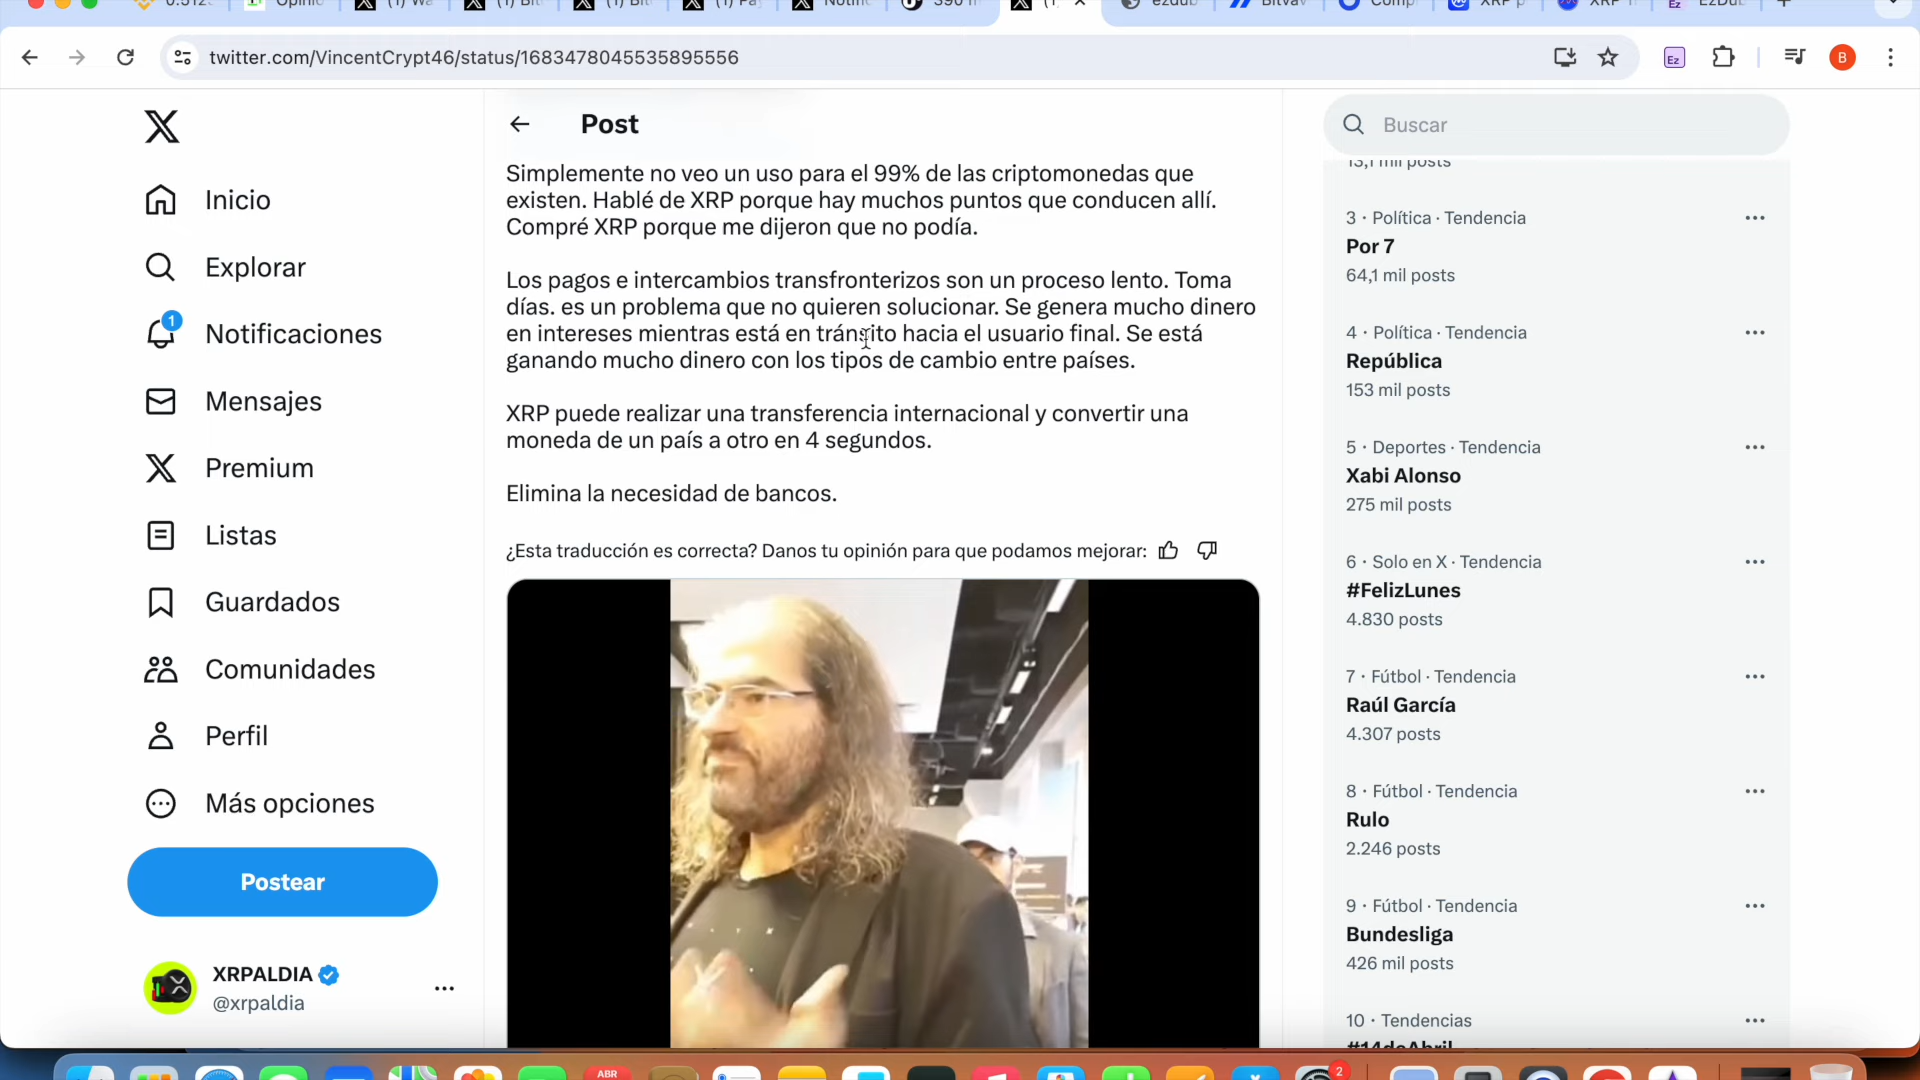 twitter.com/VincentCrypt46/status/1683478045535895556
Ez
B
Inicio
Explorar
1
Notificaciones
Mensajes
Premium
Listas
Guardados
Comunidades
Perfil
Más opciones
Postear
XRPALDIA
@xrpaldia
Post
Simplemente no veo un uso para el 99% de las criptomonedas que
existen. Hablé de XRP porque hay muchos puntos que conducen allí.
Compré XRP porque me dijeron que no podía.
Los pagos e intercambios transfronterizos son un proceso lento. Toma
días. es un problema que no quieren solucionar. Se genera mucho dinero
en intereses mientras está en tránsito hacia el usuario final. Se está
ganando mucho dinero con los tipos de cambio entre países.
XRP puede realizar una transferencia internacional y convertir una
moneda de un país a otro en 4 segundos.
Elimina la necesidad de bancos.
¿Esta traducción es correcta? Danos tu opinión para que podamos mejorar:
Buscar
13,1 mil posts
3 · Política · Tendencia
Por 7
64,1 mil posts
4 · Política · Tendencia
República
153 mil posts
5 · Deportes · Tendencia
Xabi Alonso
275 mil posts
6 · Solo en X · Tendencia
#FelizLunes
4.830 posts
7 · Fútbol · Tendencia
Raúl García
4.307 posts
8 · Fútbol · Tendencia
Rulo
2.246 posts
9 · Fútbol · Tendencia
Bundesliga
426 mil posts
10 · Tendencias
#14deAbril
ABR
2